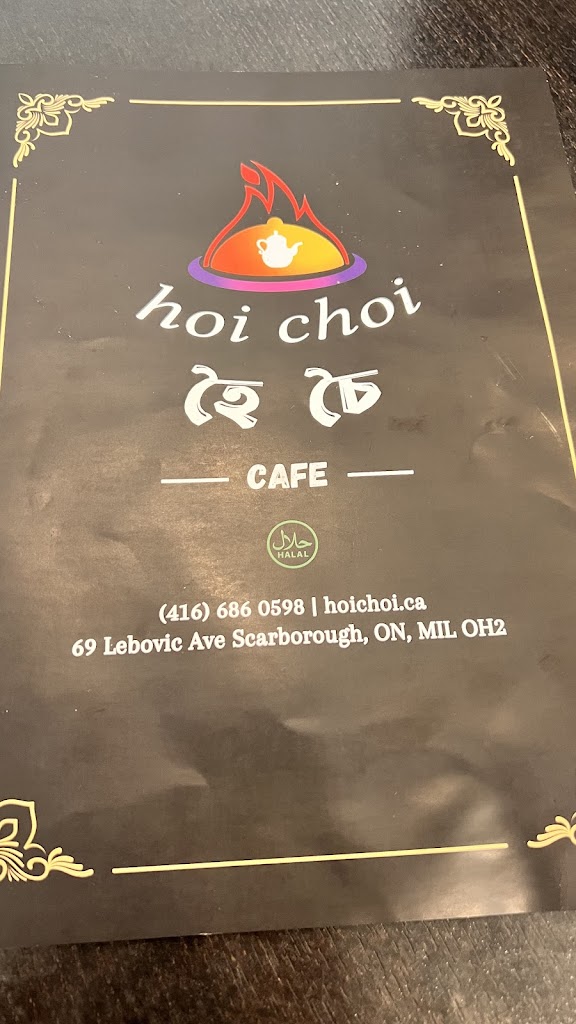 hoi choi
হৈ চৈ
CAFE
حلال
HALAL
(416) 686 0598 | hoichoi.ca
69 Lebovic Ave Scarborough, ON, MIL OH2